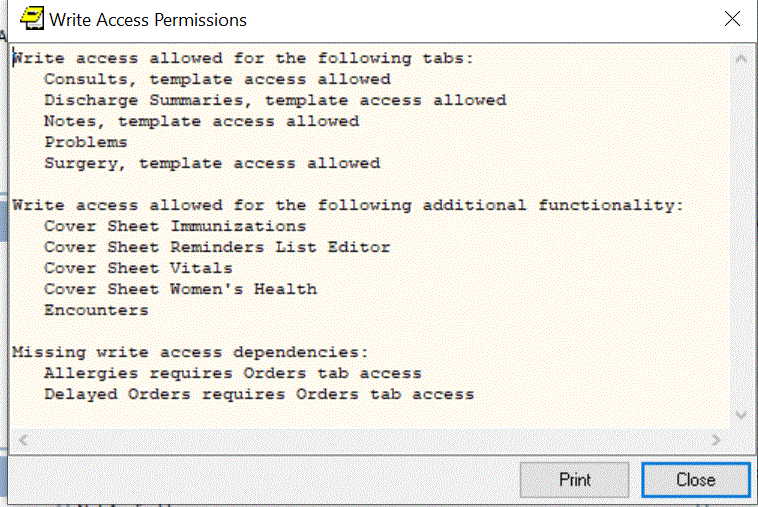 Write Access Permissions
Write access allowed for the following tabs:
Consults, template access allowed
Discharge Summaries, template access allowed
Notes, template access allowed
Problems
Surgery, template access allowed
Write access allowed for the following additional functionality:
Cover Sheet Immunizations
Cover Sheet Reminders List Editor
Cover Sheet Vitals
Cover Sheet Women's Health
Encounters
Missing write access dependencies:
Allergies requires Orders tab access
Delayed Orders requires Orders tab access
Print
Close